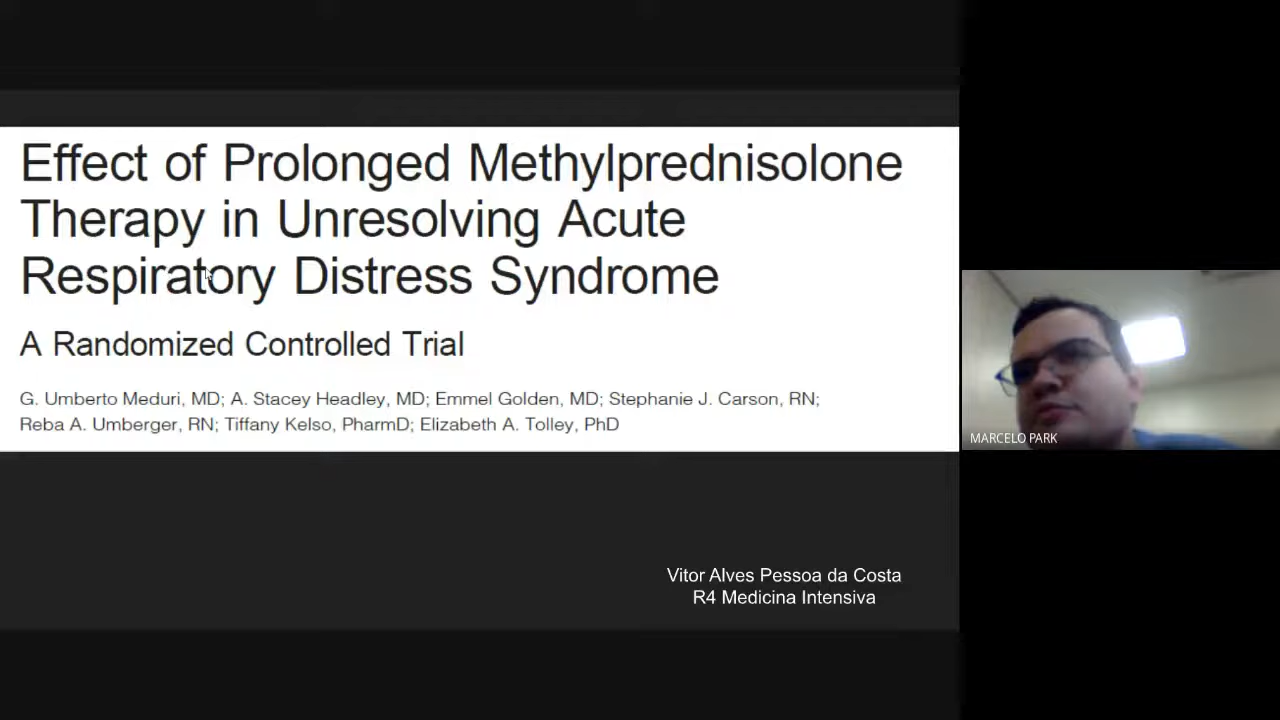 Effect of Prolonged Methylprednisolone
Therapy in Unresolving Acute
Respiratory Distress Syndrome
A Randomized Controlled Trial
G. Umberto Meduri, MD; A. Stacey Headley, MD; Emmel Golden, MD; Stephanie J. Carson, RN;
Reba A. Umberger, RN; Tiffany Kelso, PharmD; Elizabeth A. Tolley, PhD
Vitor Alves Pessoa da Costa
R4 Medicina Intensiva
MARCELO PARK